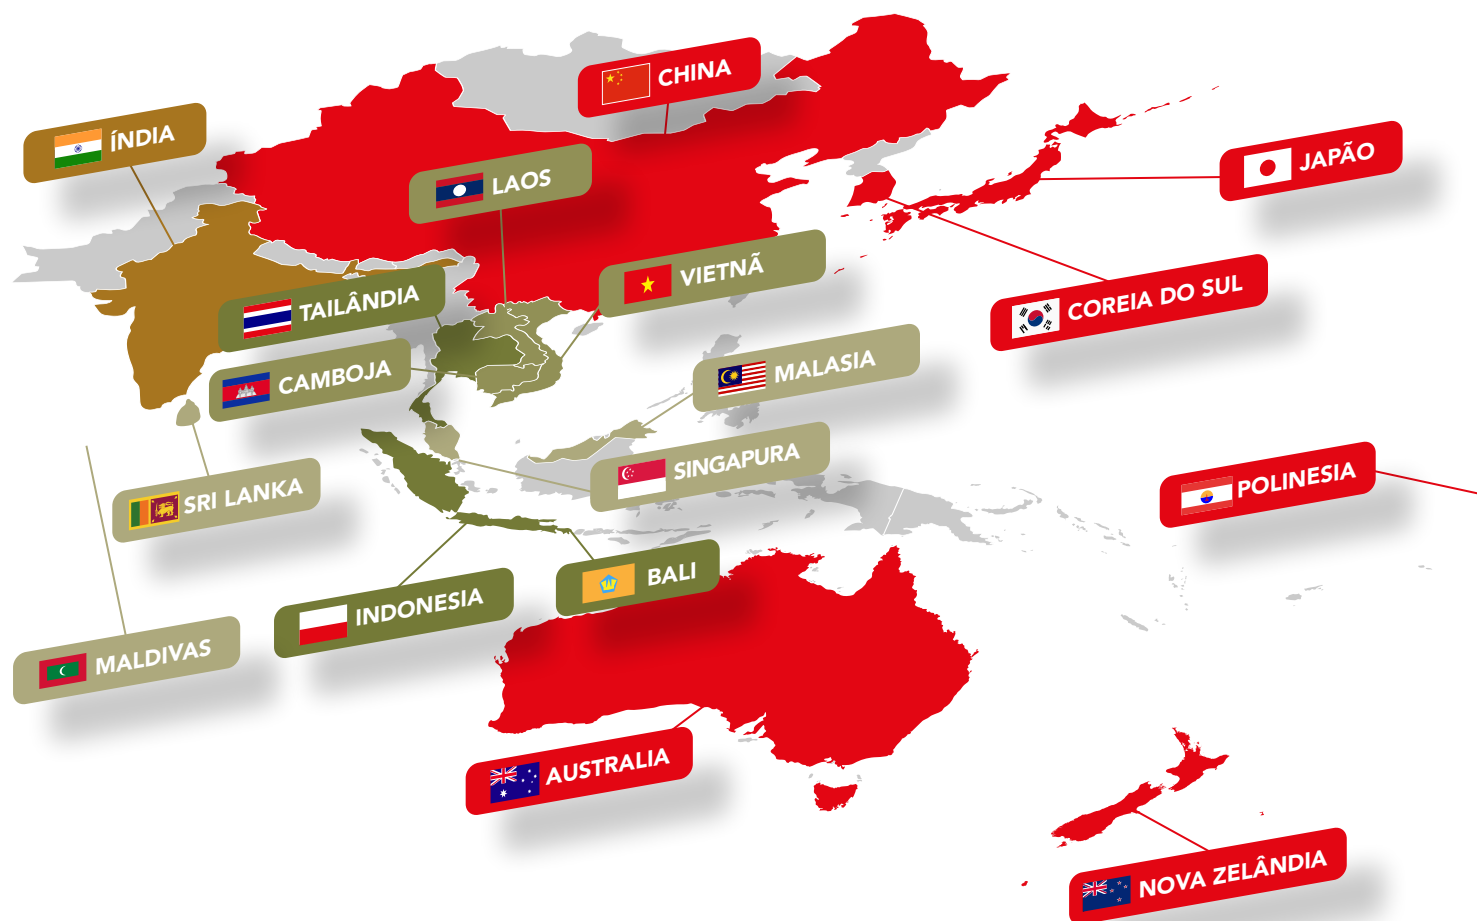 CHINA
ÍNDIA
JAPÃO
LAOS
VIETNÃ
COREIA DO SUL
TAILÂNDIA
CAMBOJA
MALASIA
SINGAPURA
POLINESIA
SRI LANKA
BALI
INDONESIA
MALDIVAS
AUSTRALIA
NOVA ZELÂNDIA